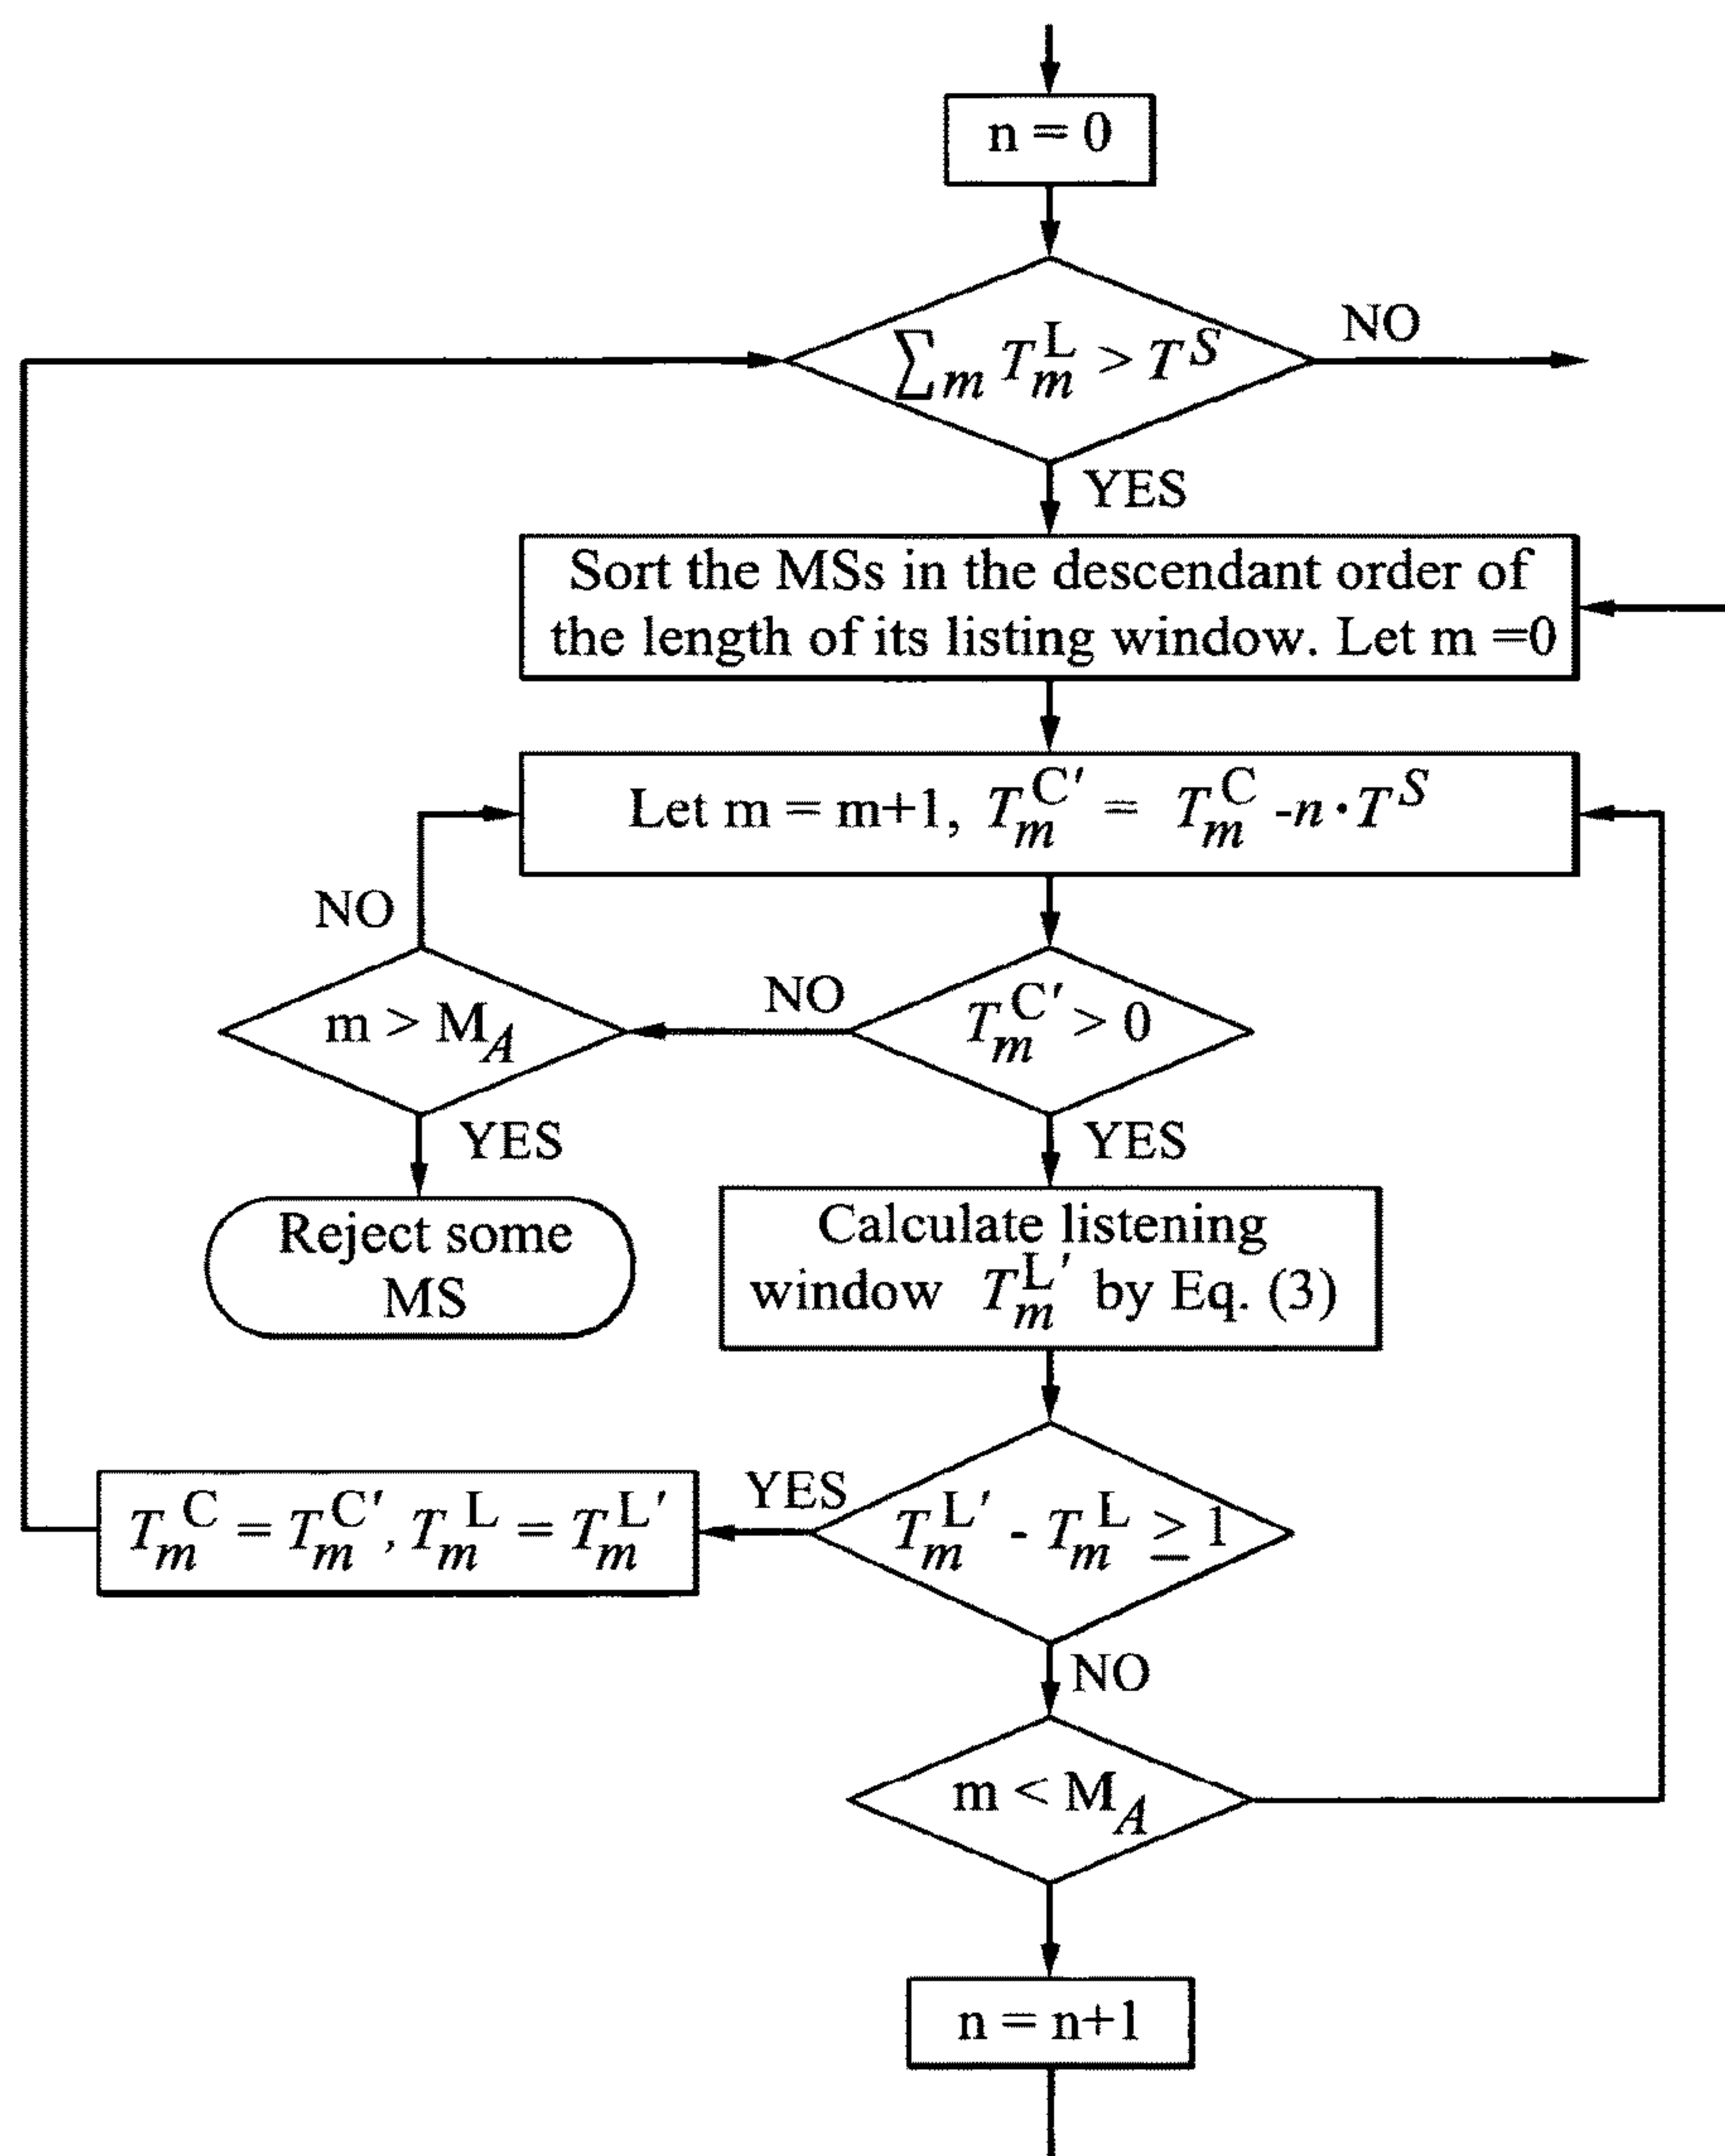 n = 0
∑m TmL > TS
NO
YES
Sort the MSs in the descendant order of
the length of its listing window. Let m =0
Let m = m+1, TmC′ = TmC -n·TS
NO
m > MA
NO
TmC′ > 0
YES
YES
Reject some
MS
Calculate listening
window TmL′ by Eq. (3)
TmC = TmC′, TmL = TmL′
YES
TmL′ - TmL ≥ 1
NO
m < MA
n = n+1